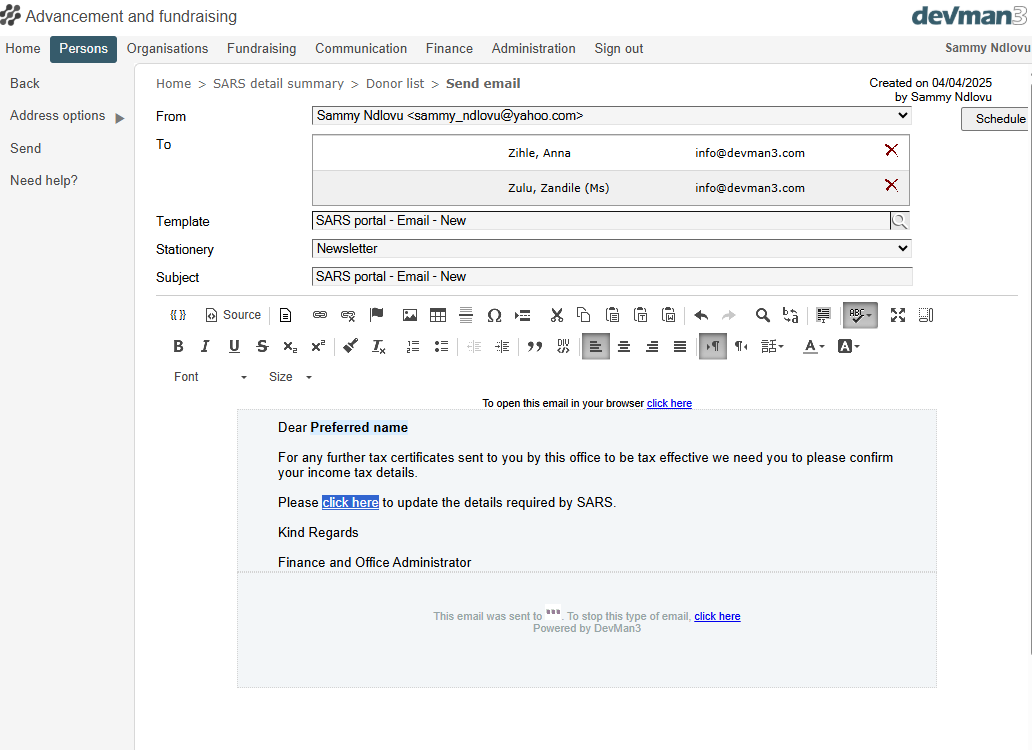 Advancement and fundraising
devman3
Home Persons Organisations Fundraising Communication Finance Administration Sign out
Sammy Ndlovu
Back
Address options
Send
Need help?
Home > SARS detail summary > Donor list > Send email
Created on 04/04/2025
by Sammy Ndlovu
From Sammy Ndlovu <sammy_ndlovu@yahoo.com>
Schedule
To
Zihle, Anna info@devman3.com
Zulu, Zandile (Ms) info@devman3.com
Template SARS portal - Email - New
Stationery Newsletter
Subject SARS portal - Email - New
{{ }} Source Ω ABC
B I U S x₂ x² I DIV 話 A A
Font Size
To open this email in your browser click here
Dear Preferred name
For any further tax certificates sent to you by this office to be tax effective we need you to please confirm
your income tax details.
Please click here to update the details required by SARS.
Kind Regards
Finance and Office Administrator
This email was sent to """. To stop this type of email, click here
Powered by DevMan3